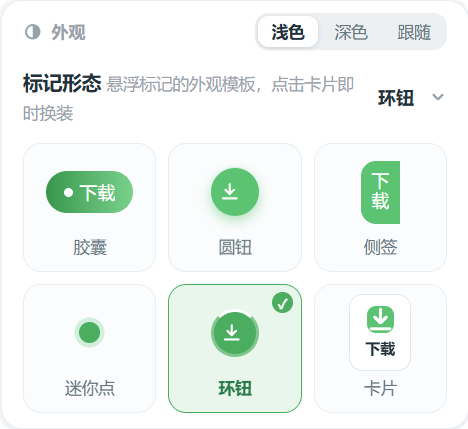 外观 浅色 深色 跟随
标记形态 悬浮标记的外观模板，点击卡片即
时换装 环钮
下载 下
载
胶囊 圆钮 侧签
下载
迷你点 环钮 卡片